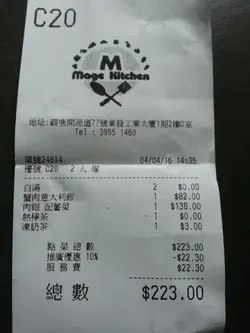 C20
M
Mage Kitchen
地址:觀塘開源道77號業發工業大廈1期2樓D室
Tel : 3955 1460
單號24814 04/04/16 14:35
檯號 C20 2 人 檯
白湯 2 $0.00
蟹肉意大利飯 1 $82.00
肉眼 配薯菜 1 $138.00
熱檸茶 1 $0.00
凍奶茶 1 $3.00
點 菜 總 數 $223.00
推廣優惠 10% -$22.30
服 務 費 $22.30
總 數 $223.00